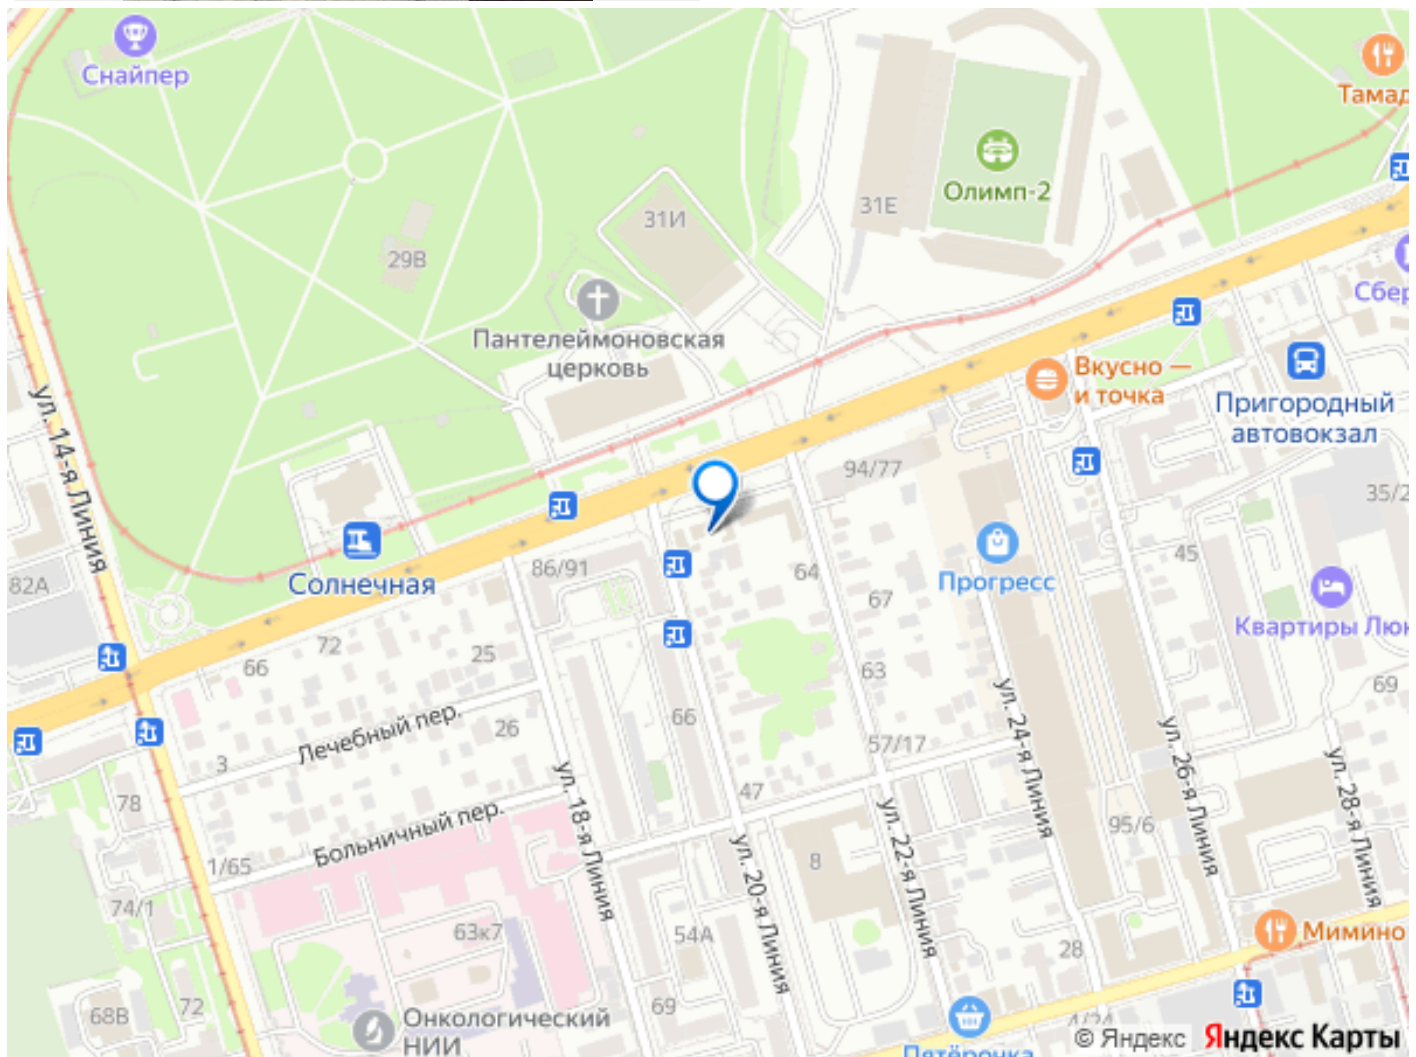 Снайпер
Тамад
31И
31Е
Олимп-2
29В
Сбер
Пантелеймоновская
церковь
Вкусно —
и точка
Пригородный
автовокзал
ул. 14-я Линия
94/77
35/2
82А
Солнечная
86/91
64
Прогресс
45
67
Квартиры Люк
72
66
25
63
69
Лечебный пер.
26
66
ул. 24-я Линия
57/17
3
47
ул. 18-я Линия
ул. 26-я Линия
ул. 28-я Линия
78
Больничный пер.
ул. 20-я Линия
ул. 22-я Линия
95/6
1/65
8
74/1
63к7
54А
28
Мимино
68В
72
69
Онкологический
НИИ
Пятёрочка
4/24
© Яндекс Яндекс Карты